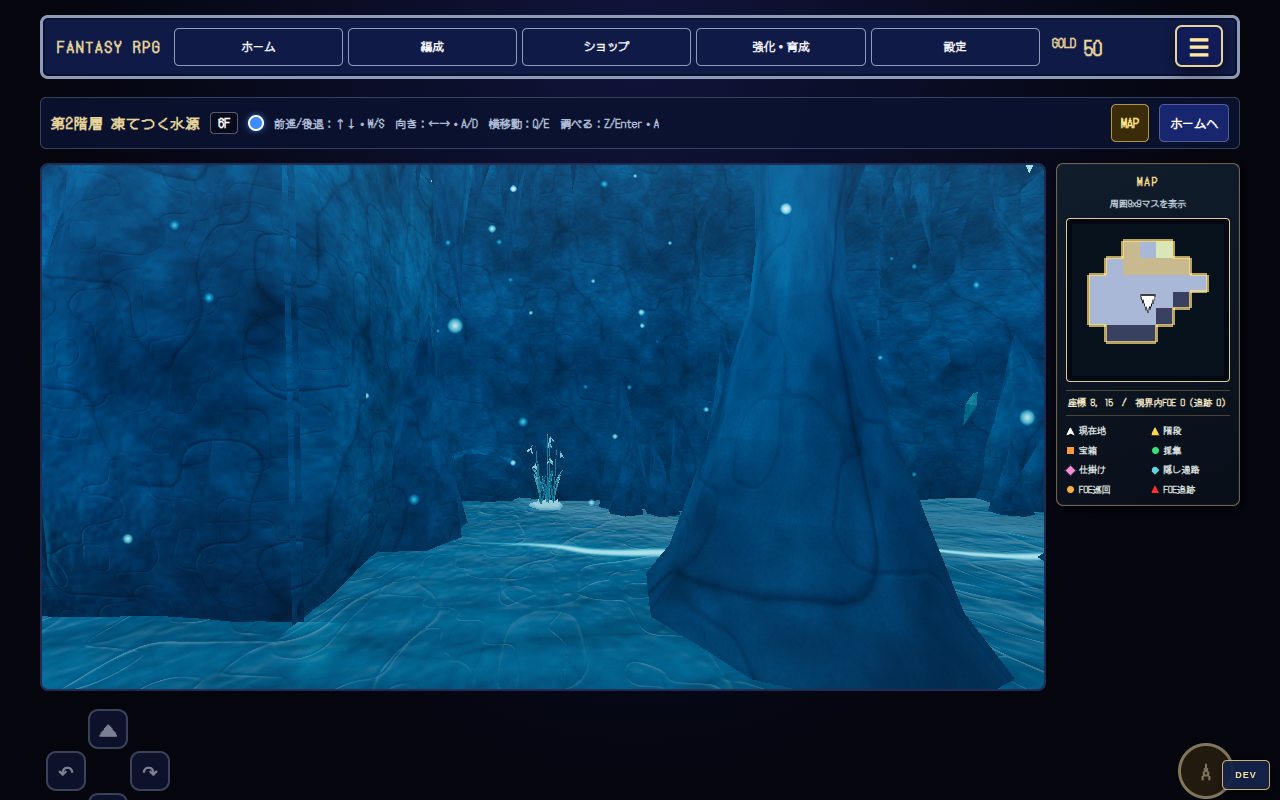 FANTASY RPG
ホーム
編成
ショップ
強化・育成
設定
GOLD 50
第2階層 凍てつく水源
6F
前進/後退：↑↓・W/S 向き：←→・A/D 横移動：Q/E 調べる：Z/Enter・A
MAP
ホームへ
MAP
周囲9x9マスを表示
座標 8, 15 / 視界内FOE 0（追跡 0）
現在地
階段
宝箱
採集
仕掛け
隠し通路
FOE巡回
FOE追跡
A
DEV